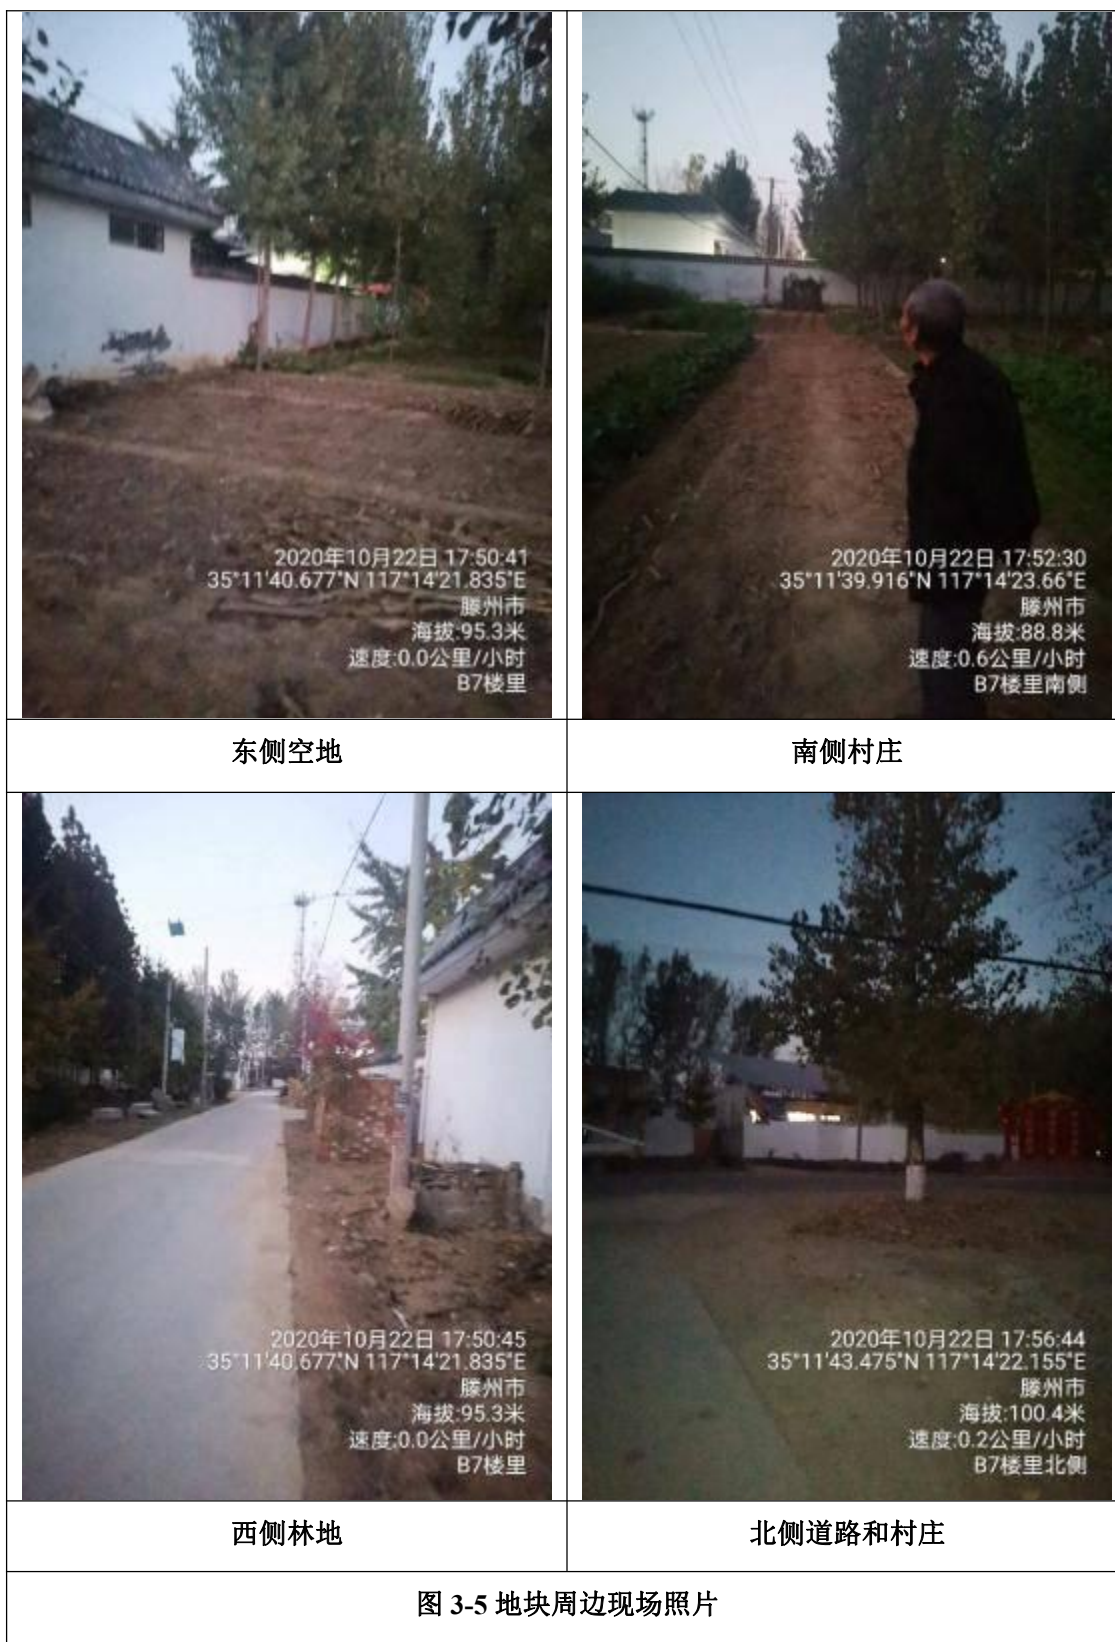 2020年10月22日 17:50:41
35°11'40.677"N 117°14'21.835"E
滕州市
海拔:95.3米
速度:0.0公里/小时
B7楼里
2020年10月22日 17:52:30
35°11'39.916"N 117°14'23.66"E
滕州市
海拔:88.8米
速度:0.6公里/小时
B7楼里南侧
东侧空地
南侧村庄
2020年10月22日 17:50:45
35°11'40.677"N 117°14'21.835"E
滕州市
海拔:95.3米
速度:0.0公里/小时
B7楼里
2020年10月22日 17:56:44
35°11'43.475"N 117°14'22.155"E
滕州市
海拔:100.4米
速度:0.2公里/小时
B7楼里北侧
西侧林地
北侧道路和村庄
图 3-5 地块周边现场照片